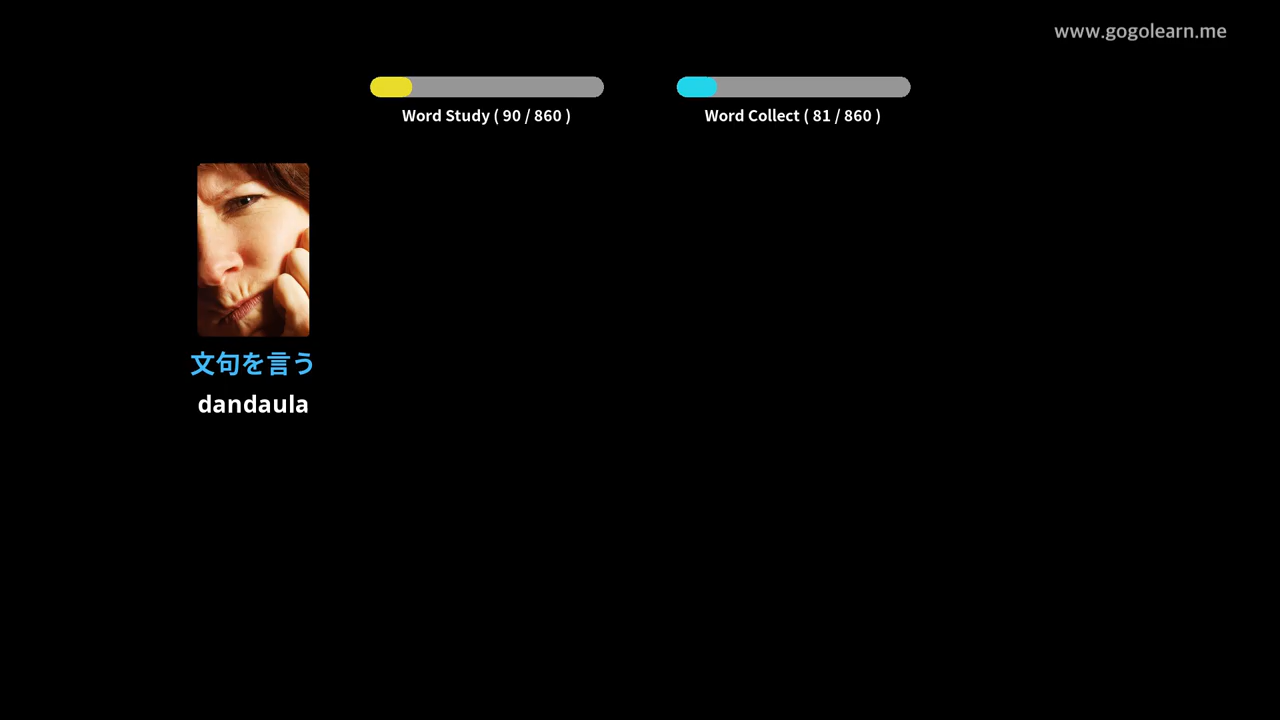 www.gogolearn.me
Word Study ( 90 / 860 )
Word Collect ( 81 / 860 )
文句を言う
dandaula